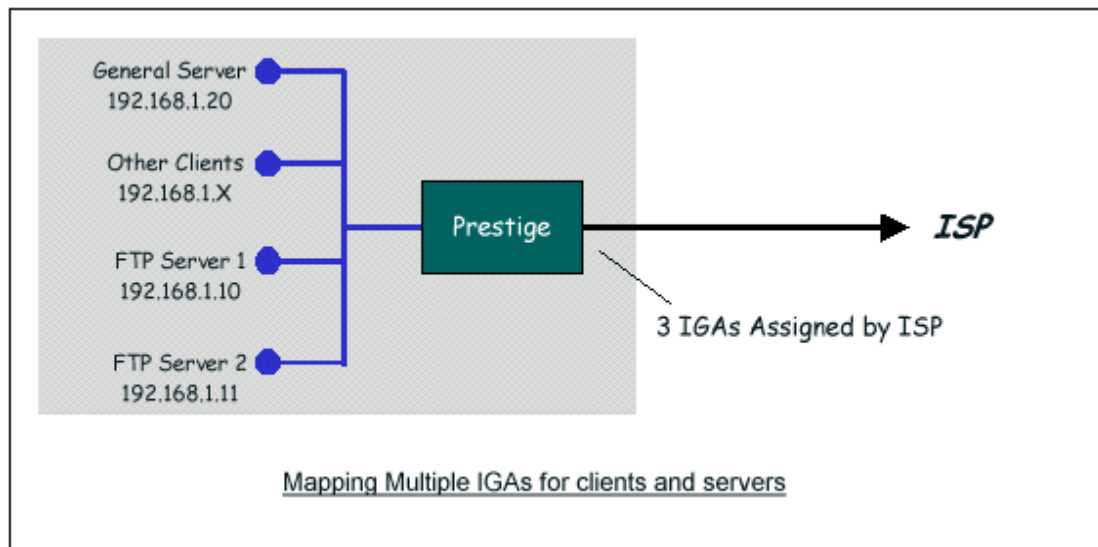 General Server
192.168.1.20
Other Clients
192.168.1.X
FTP Server 1
192.168.1.10
FTP Server 2
192.168.1.11
Prestige
ISP
3 IGAs Assigned by ISP
Mapping Multiple IGAs for clients and servers